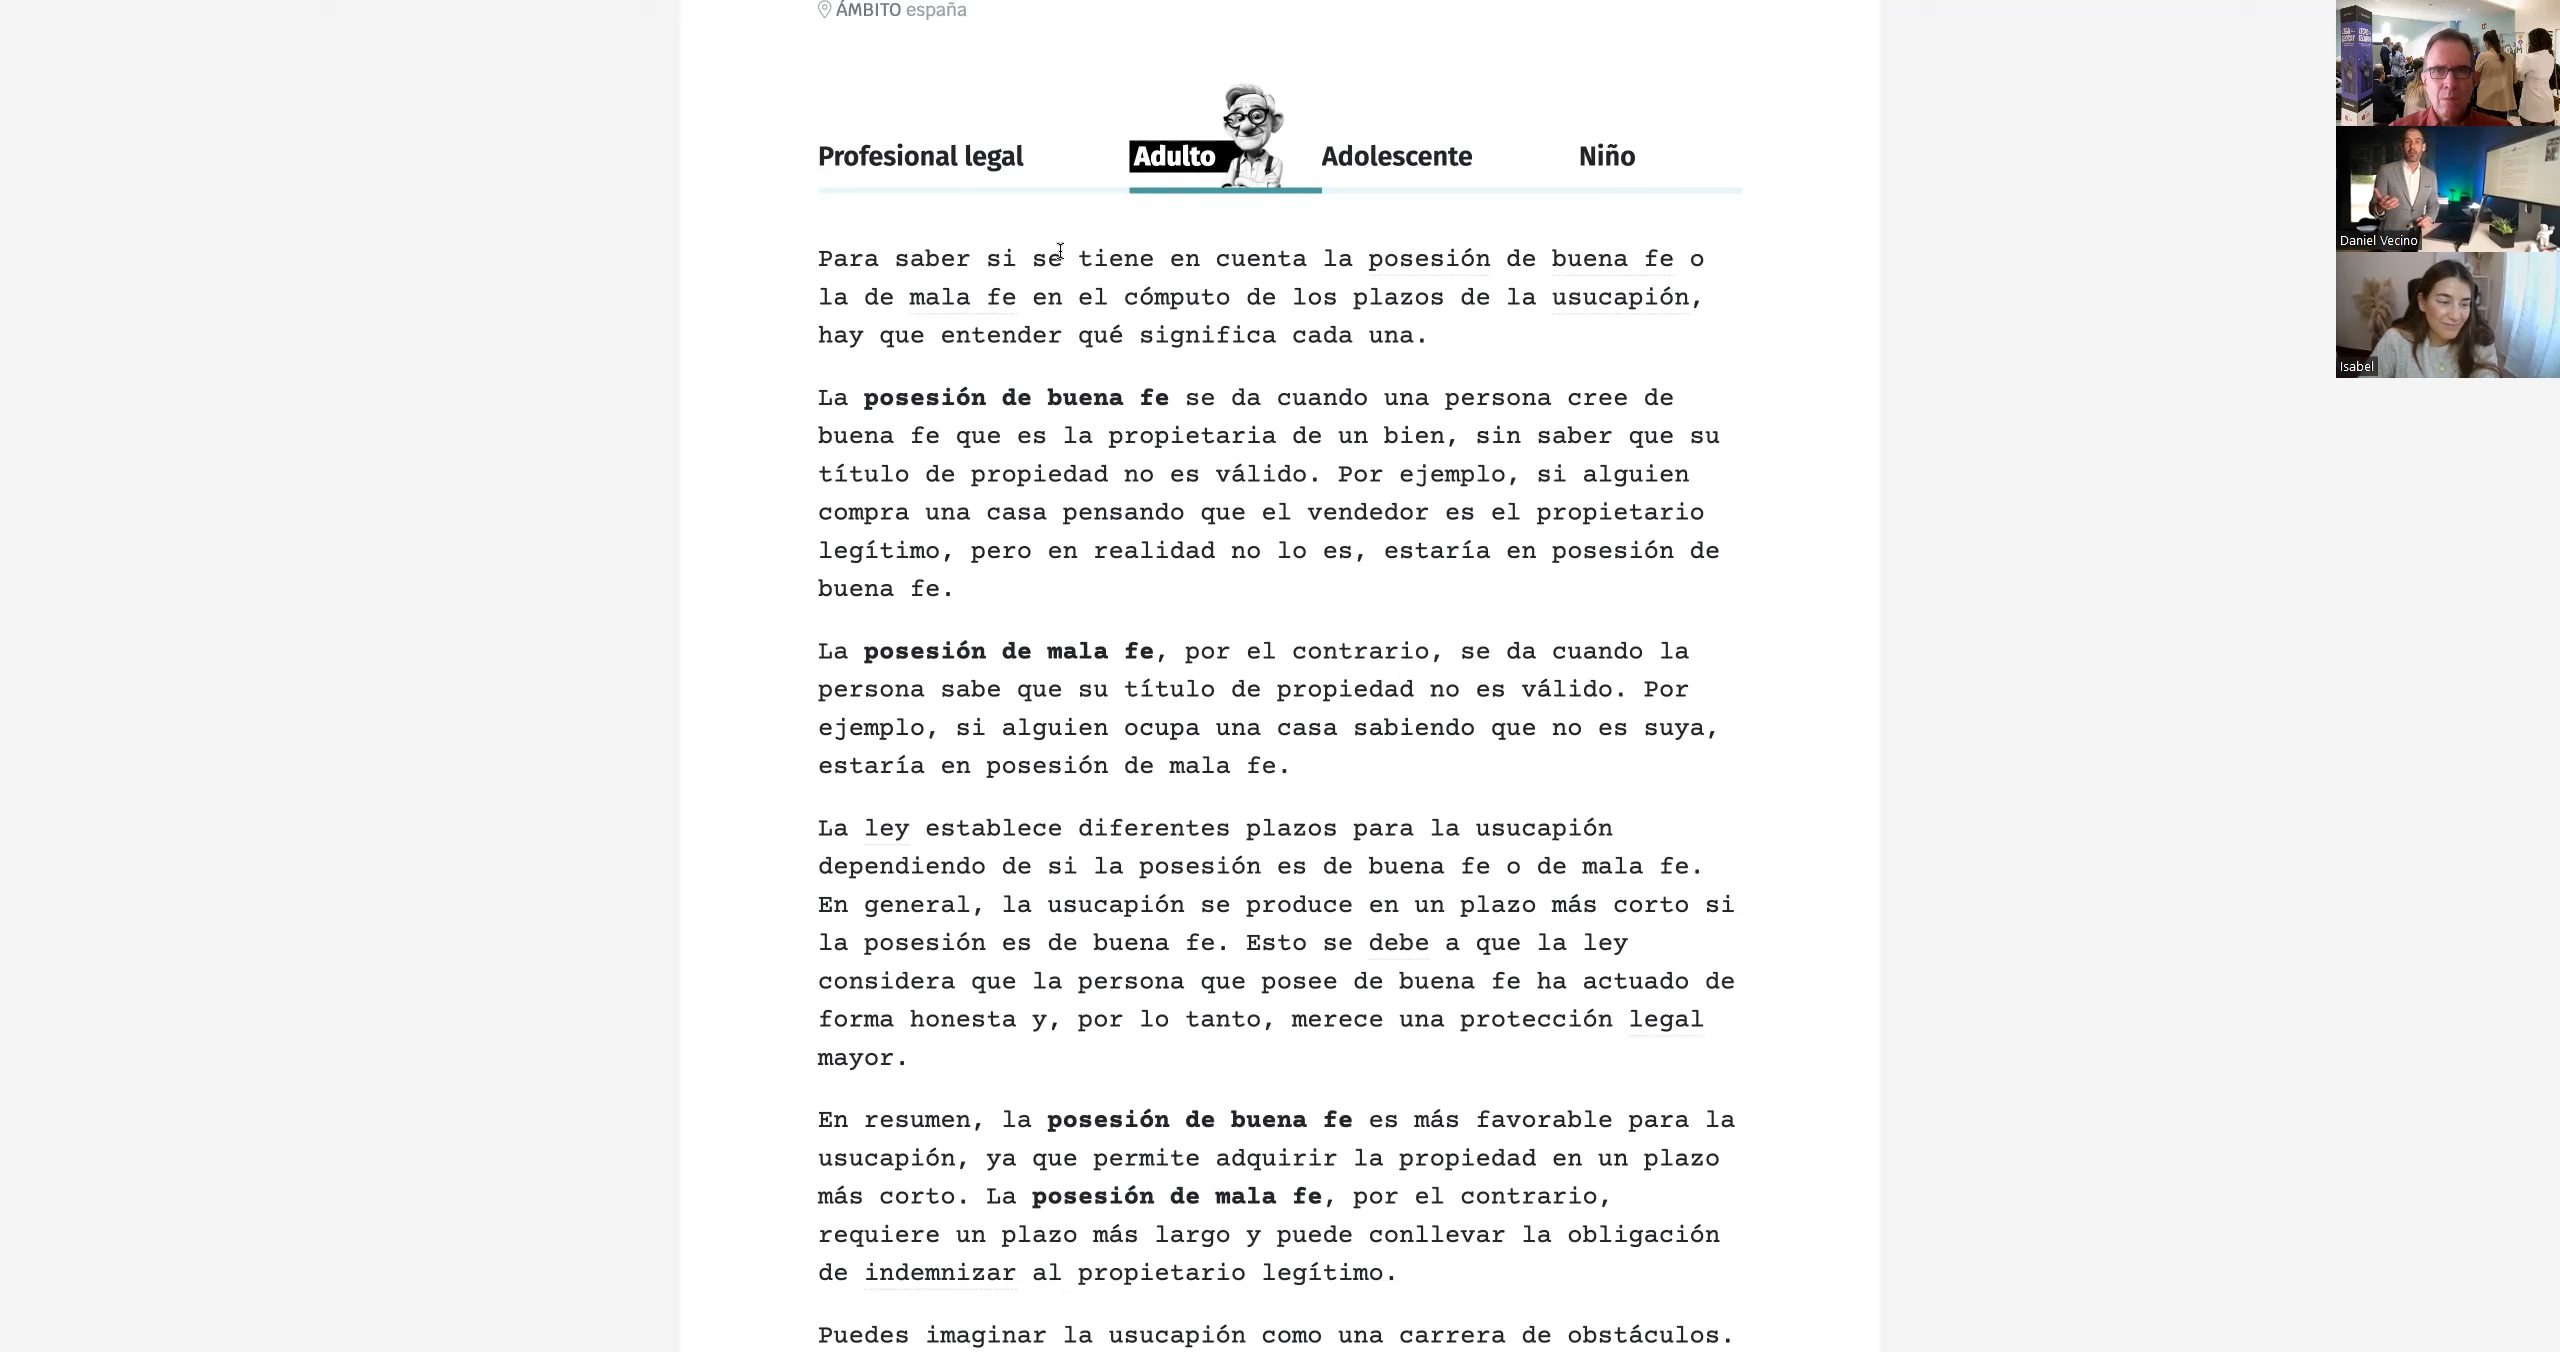 ÁMBITO españa
Profesional legal
Adulto
Adolescente
Niño
Para saber si se tiene en cuenta la posesión de buena fe o
la de mala fe en el cómputo de los plazos de la usucapión,
hay que entender qué significa cada una.
La posesión de buena fe se da cuando una persona cree de
buena fe que es la propietaria de un bien, sin saber que su
título de propiedad no es válido. Por ejemplo, si alguien
compra una casa pensando que el vendedor es el propietario
legítimo, pero en realidad no lo es, estaría en posesión de
buena fe.
La posesión de mala fe, por el contrario, se da cuando la
persona sabe que su título de propiedad no es válido. Por
ejemplo, si alguien ocupa una casa sabiendo que no es suya,
estaría en posesión de mala fe.
La ley establece diferentes plazos para la usucapión
dependiendo de si la posesión es de buena fe o de mala fe.
En general, la usucapión se produce en un plazo más corto si
la posesión es de buena fe. Esto se debe a que la ley
considera que la persona que posee de buena fe ha actuado de
forma honesta y, por lo tanto, merece una protección legal
mayor.
En resumen, la posesión de buena fe es más favorable para la
usucapión, ya que permite adquirir la propiedad en un plazo
más corto. La posesión de mala fe, por el contrario,
requiere un plazo más largo y puede conllevar la obligación
de indemnizar al propietario legítimo.
Puedes imaginar la usucapión como una carrera de obstáculos.
Daniel Vecino
Isabel